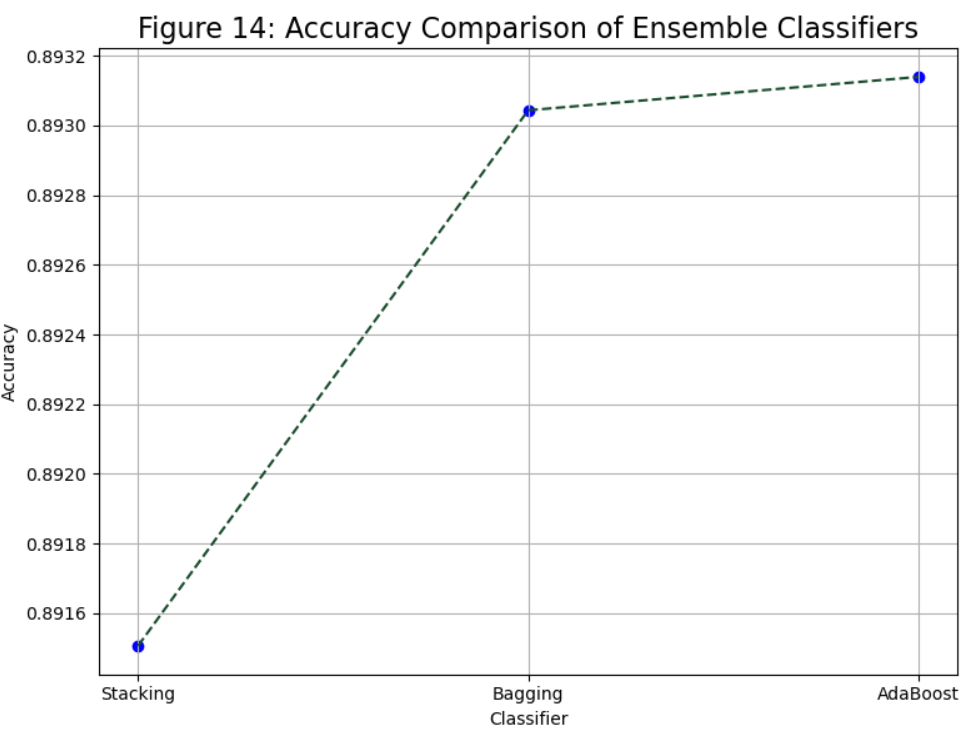 Figure 14: Accuracy Comparison of Ensemble Classifiers
0.8932
0.8930
0.8928
0.8926
0.8924
0.8922
0.8920
0.8918
0.8916
Accuracy
Stacking
Bagging
AdaBoost
Classifier